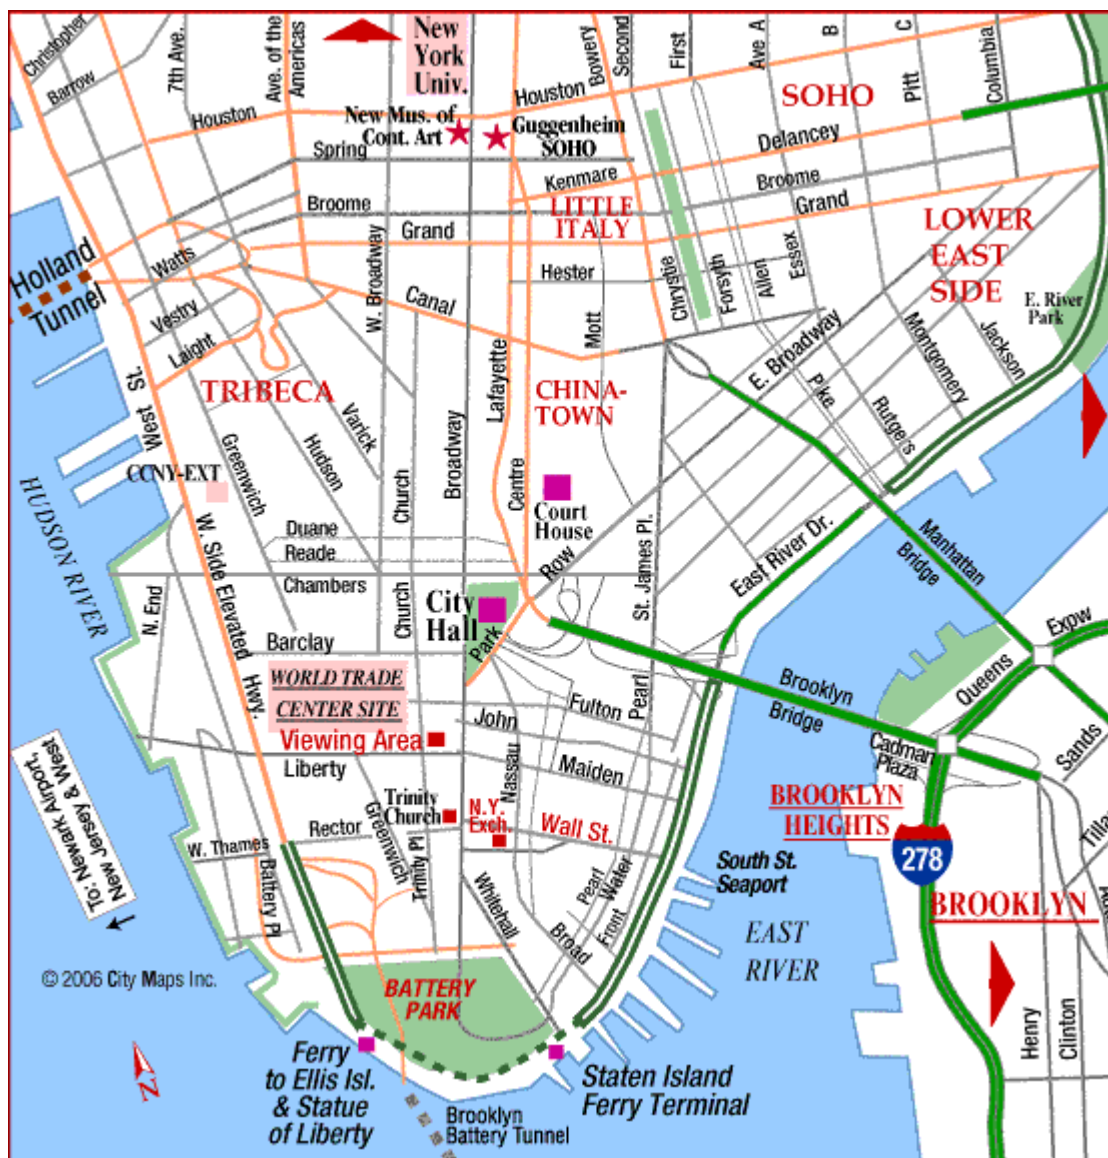 Christopher
Barrow
7th Ave.
Ave. of the
Americas
New
York
Univ.
Houston
Bowery
Second
First
Ave A
B
C
Pitt
Columbia
SOHO
Houston
New Mus. of
Cont. Art
Guggenheim
SOHO
Delancey
Spring
Kenmare
Broome
Broome
LITTLE
ITALY
Grand
Grand
LOWER
EAST
SIDE
Holland
Tunnel
Watts
W. Broadway
Hester
Chrystie
Forsyth
Allen
Essex
Vestry
Canal
Mott
E. River
Park
Laight
West St.
TRIBECA
Lafayette
CHINA-
TOWN
E. Broadway
Pike
Montgomery
Jackson
Rutgers
Varick
Hudson
Greenwich
CCNY-EXT
Church
Broadway
Centre
Court
House
HUDSON RIVER
W. Side Elevated Hwy.
Duane
Reade
Chambers
Row
St. James Pl.
East River Dr.
Manhattan
Bridge
N. End
Church
City
Hall
Park
Barclay
Expw
Queens
WORLD TRADE
CENTER SITE
Brooklyn
Bridge
Fulton
Pearl
John
Viewing Area
Liberty
Nassau
Maiden
Cadman
Plaza
Sands
BROOKLYN
HEIGHTS
To: Newark Airport,
New Jersey & West
Trinity
Church
N.Y.
Exch.
Wall St.
Rector
Greenwich
Trinity Pl
W. Thames
Battery Pl
278
Tilla
South St.
Seaport
Pearl
Water
Front
Whitehall
Broad
BROOKLYN
EAST
RIVER
© 2006 City Maps Inc.
BATTERY
PARK
Henry
Clinton
N
Ferry
to Ellis Isl.
& Statue
of Liberty
Staten Island
Ferry Terminal
Brooklyn
Battery Tunnel